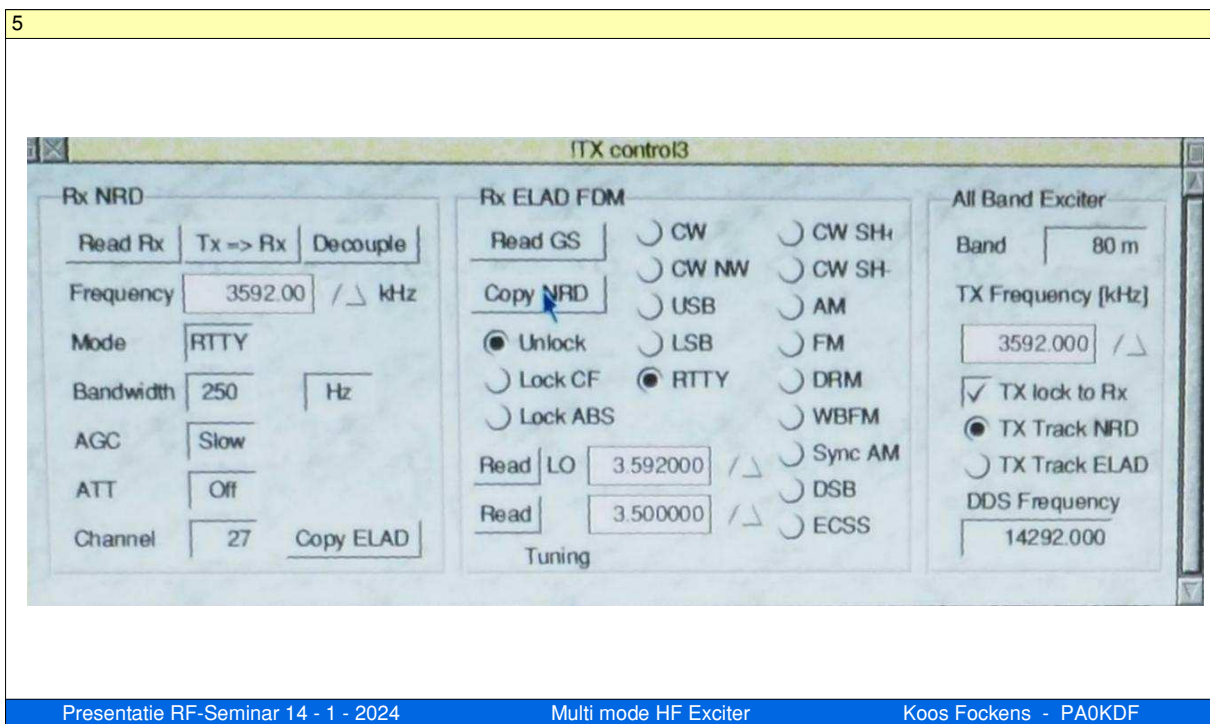 5
!TX control3
Rx NRD
Read Rx Tx => Rx Decouple
Frequency 3592.00 kHz
Mode RTTY
Bandwidth 250 Hz
AGC Slow
ATT Off
Channel 27 Copy ELAD
Rx ELAD FDM
Read GS
Copy NRD
Unlock
Lock CF
Lock ABS
CW
CW NW
USB
LSB
RTTY
CW SH+
CW SH-
AM
FM
DRM
WBFM
Sync AM
DSB
ECSS
Read LO 3.592000
Read 3.500000
Tuning
All Band Exciter
Band 80 m
TX Frequency [kHz]
3592.000
TX lock to Rx
TX Track NRD
TX Track ELAD
DDS Frequency
14292.000
Presentatie RF-Seminar 14 - 1 - 2024 Multi mode HF Exciter Koos Fockens - PA0KDF